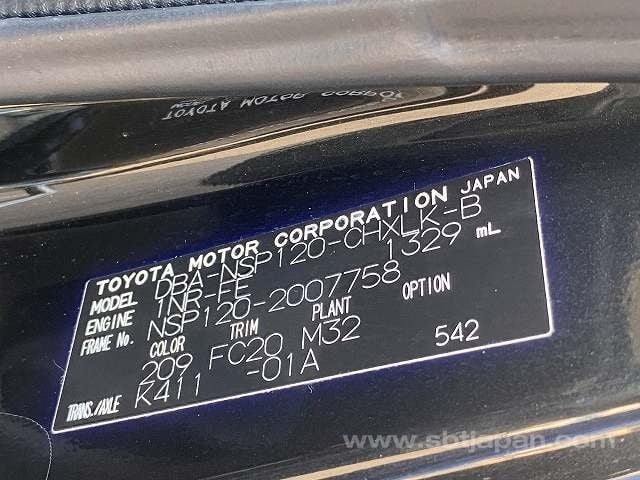 TOYOTA MOTOR CORPORATION JAPAN
MODEL DBA-NSP120-CHXLK-B
ENGINE 1NR-FE 1329 mL
FRAME No. NSP120-2007758
COLOR TRIM PLANT OPTION
209 FC20 M32 542
TRANS./AXLE K411 -01A
www.sbtjapan.com